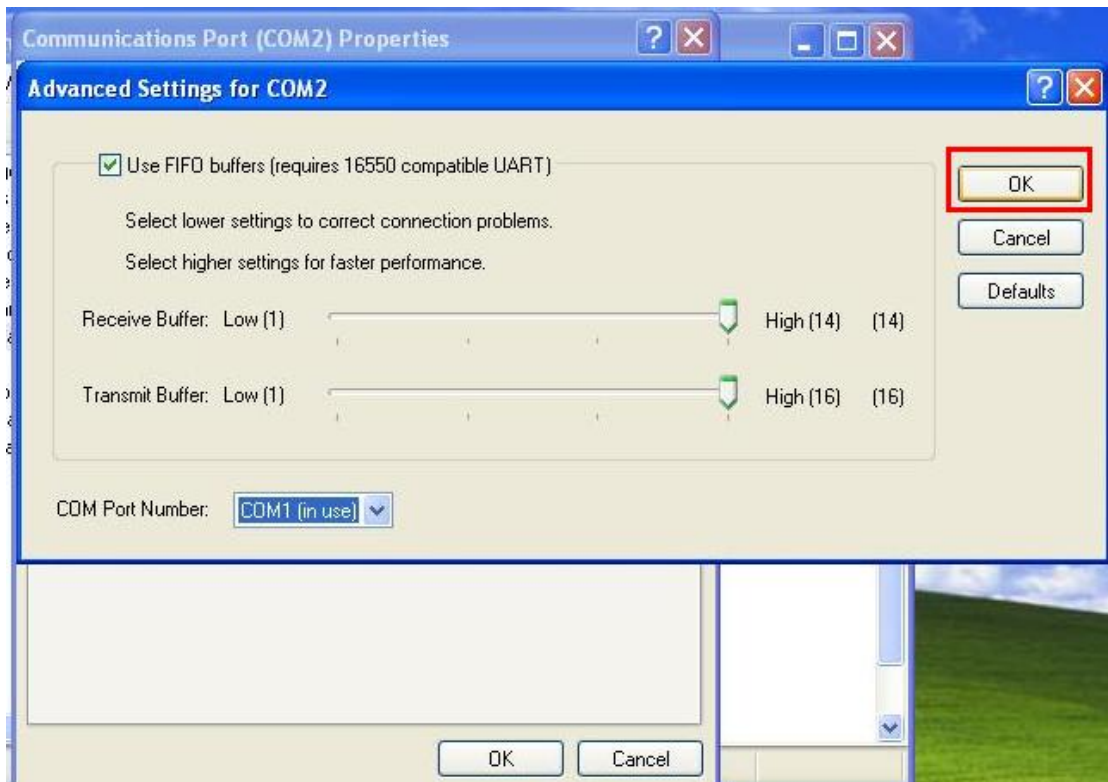 Communications Port (COM2) Properties
Advanced Settings for COM2
Use FIFO buffers (requires 16550 compatible UART)
OK
Select lower settings to correct connection problems.
Cancel
Select higher settings for faster performance.
Defaults
Receive Buffer: Low (1) High (14) (14)
Transmit Buffer: Low (1) High (16) (16)
COM Port Number: COM1 (in use)
OK Cancel